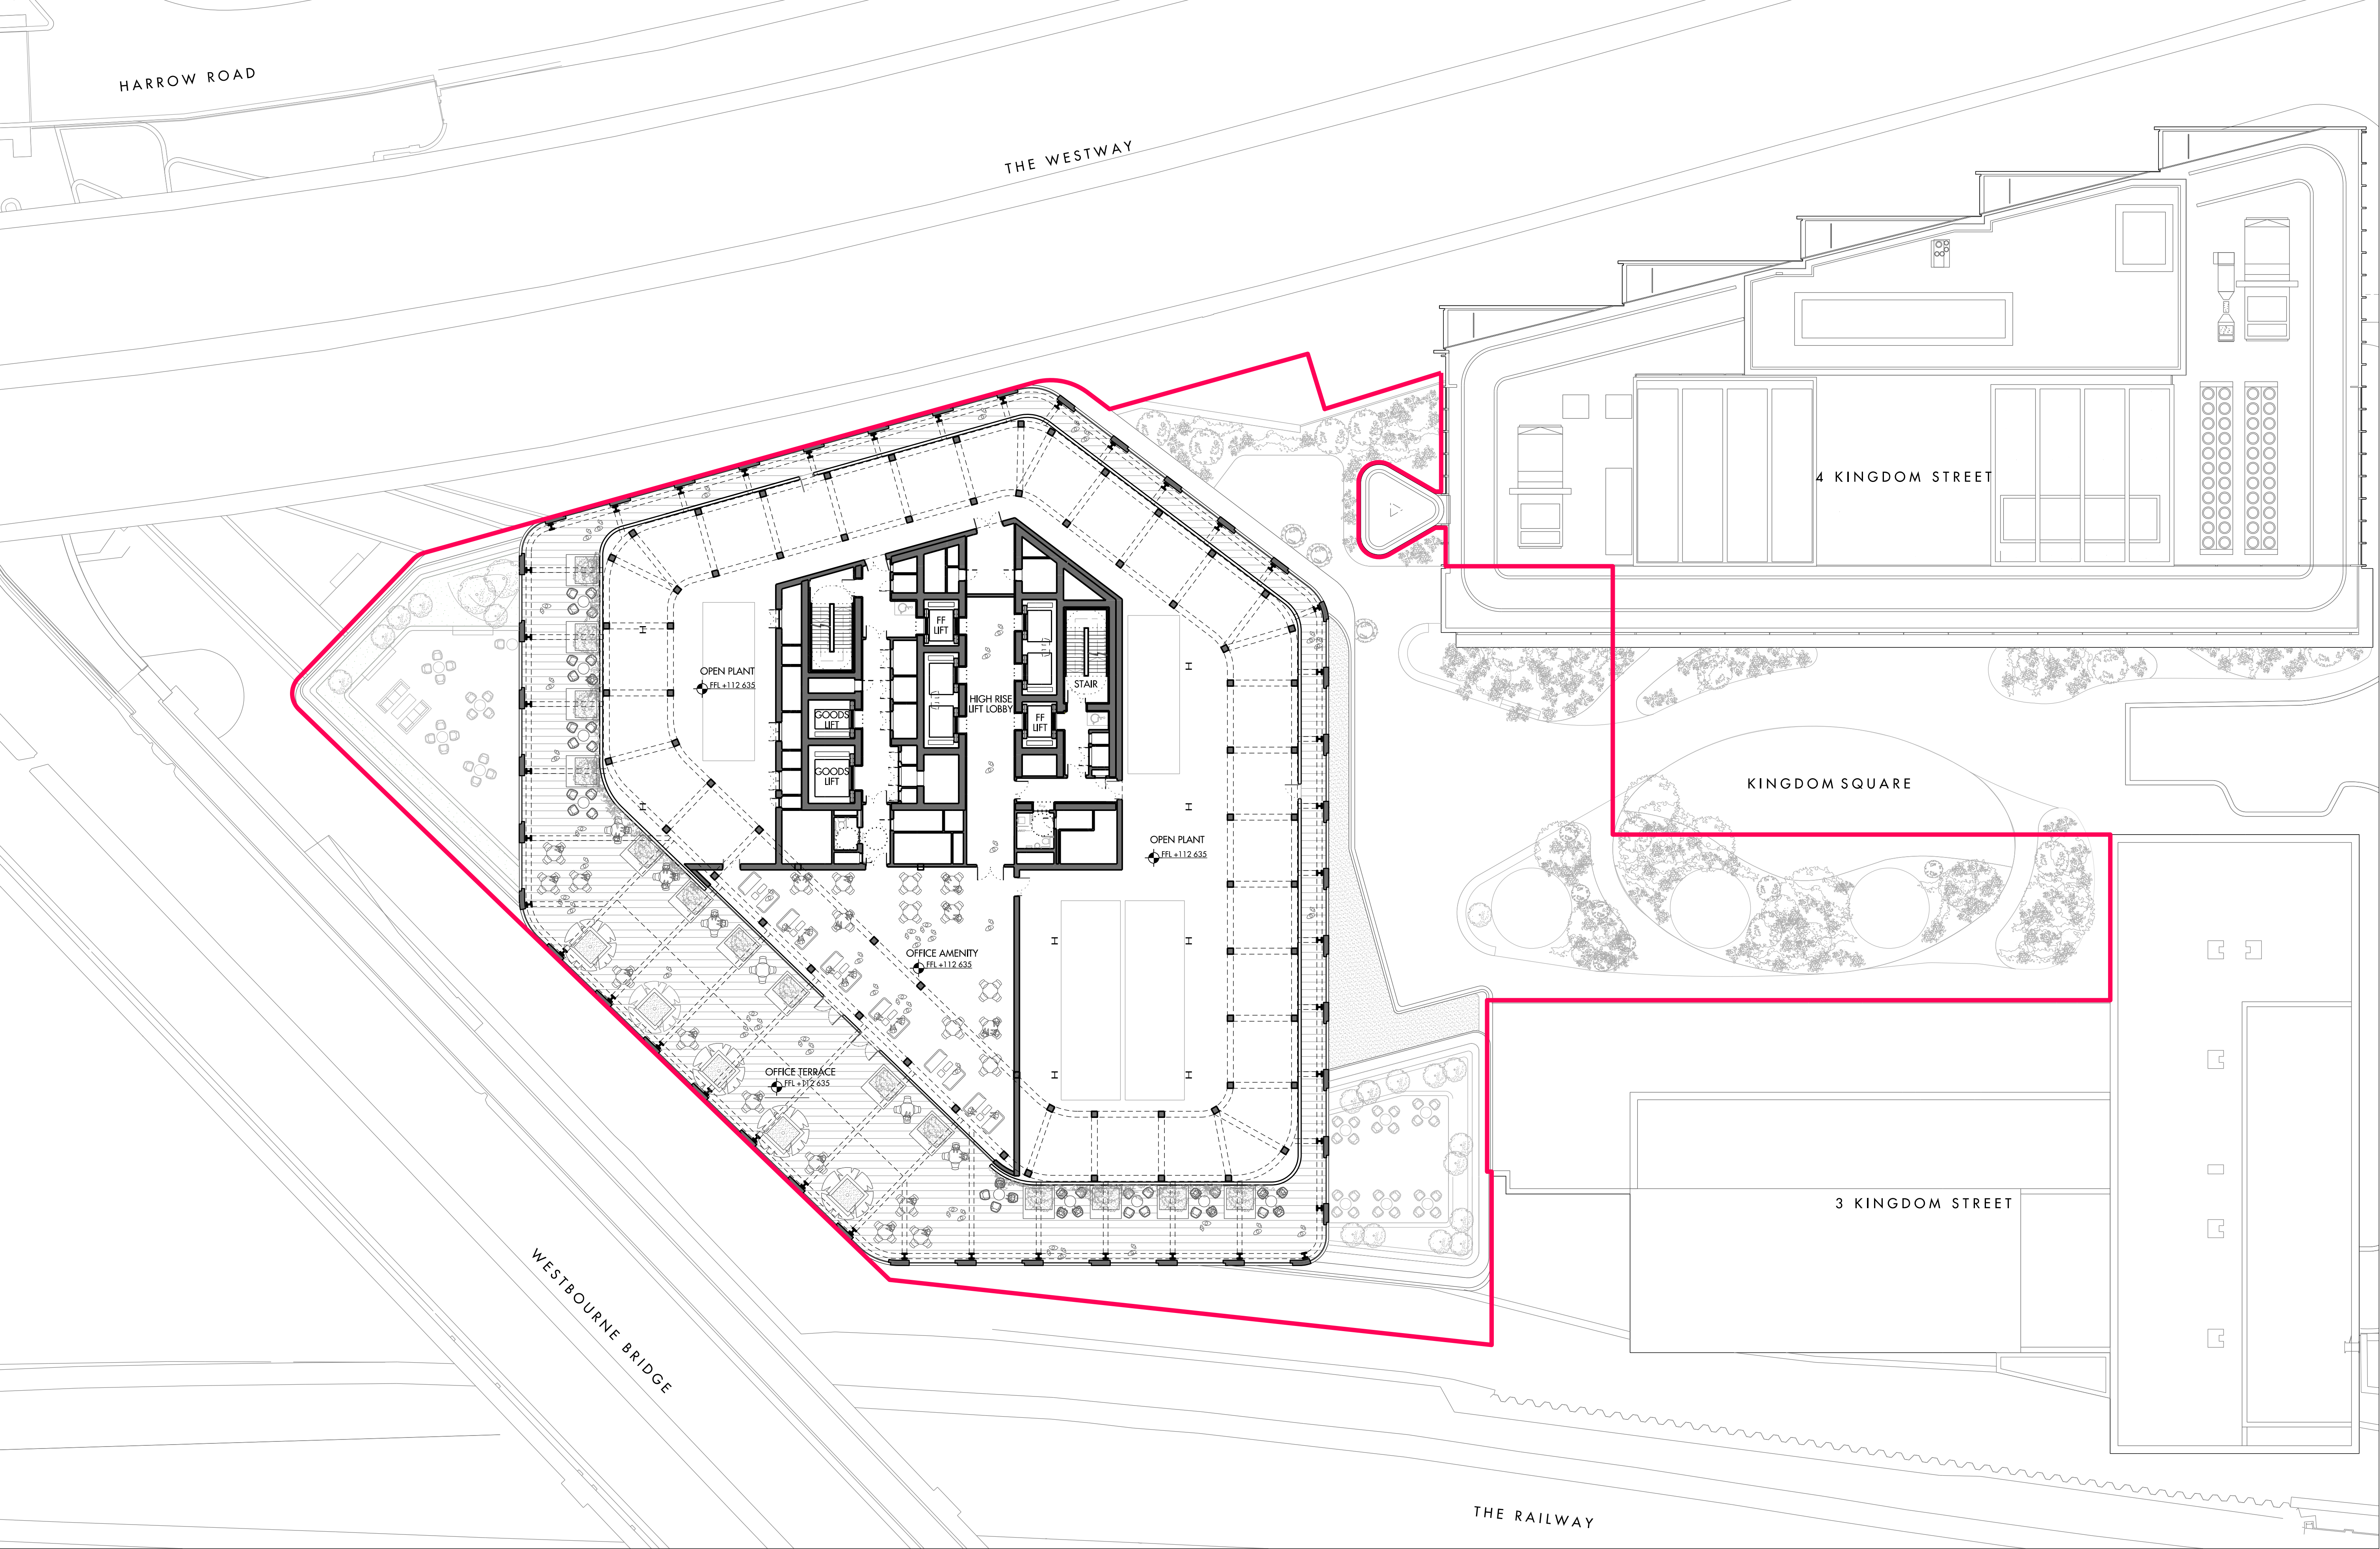 HARROW ROAD
THE WESTWAY
4 KINGDOM STREET
FF
LIFT
OPEN PLANT
FFL +112 635
STAIR
HIGH RISE
LIFT LOBBY
GOODS
LIFT
FF
LIFT
GOODS
LIFT
KINGDOM SQUARE
OPEN PLANT
FFL +112 635
OFFICE AMENITY
FFL +112 635
OFFICE TERRACE
FFL +112 635
3 KINGDOM STREET
WESTBOURNE BRIDGE
THE RAILWAY